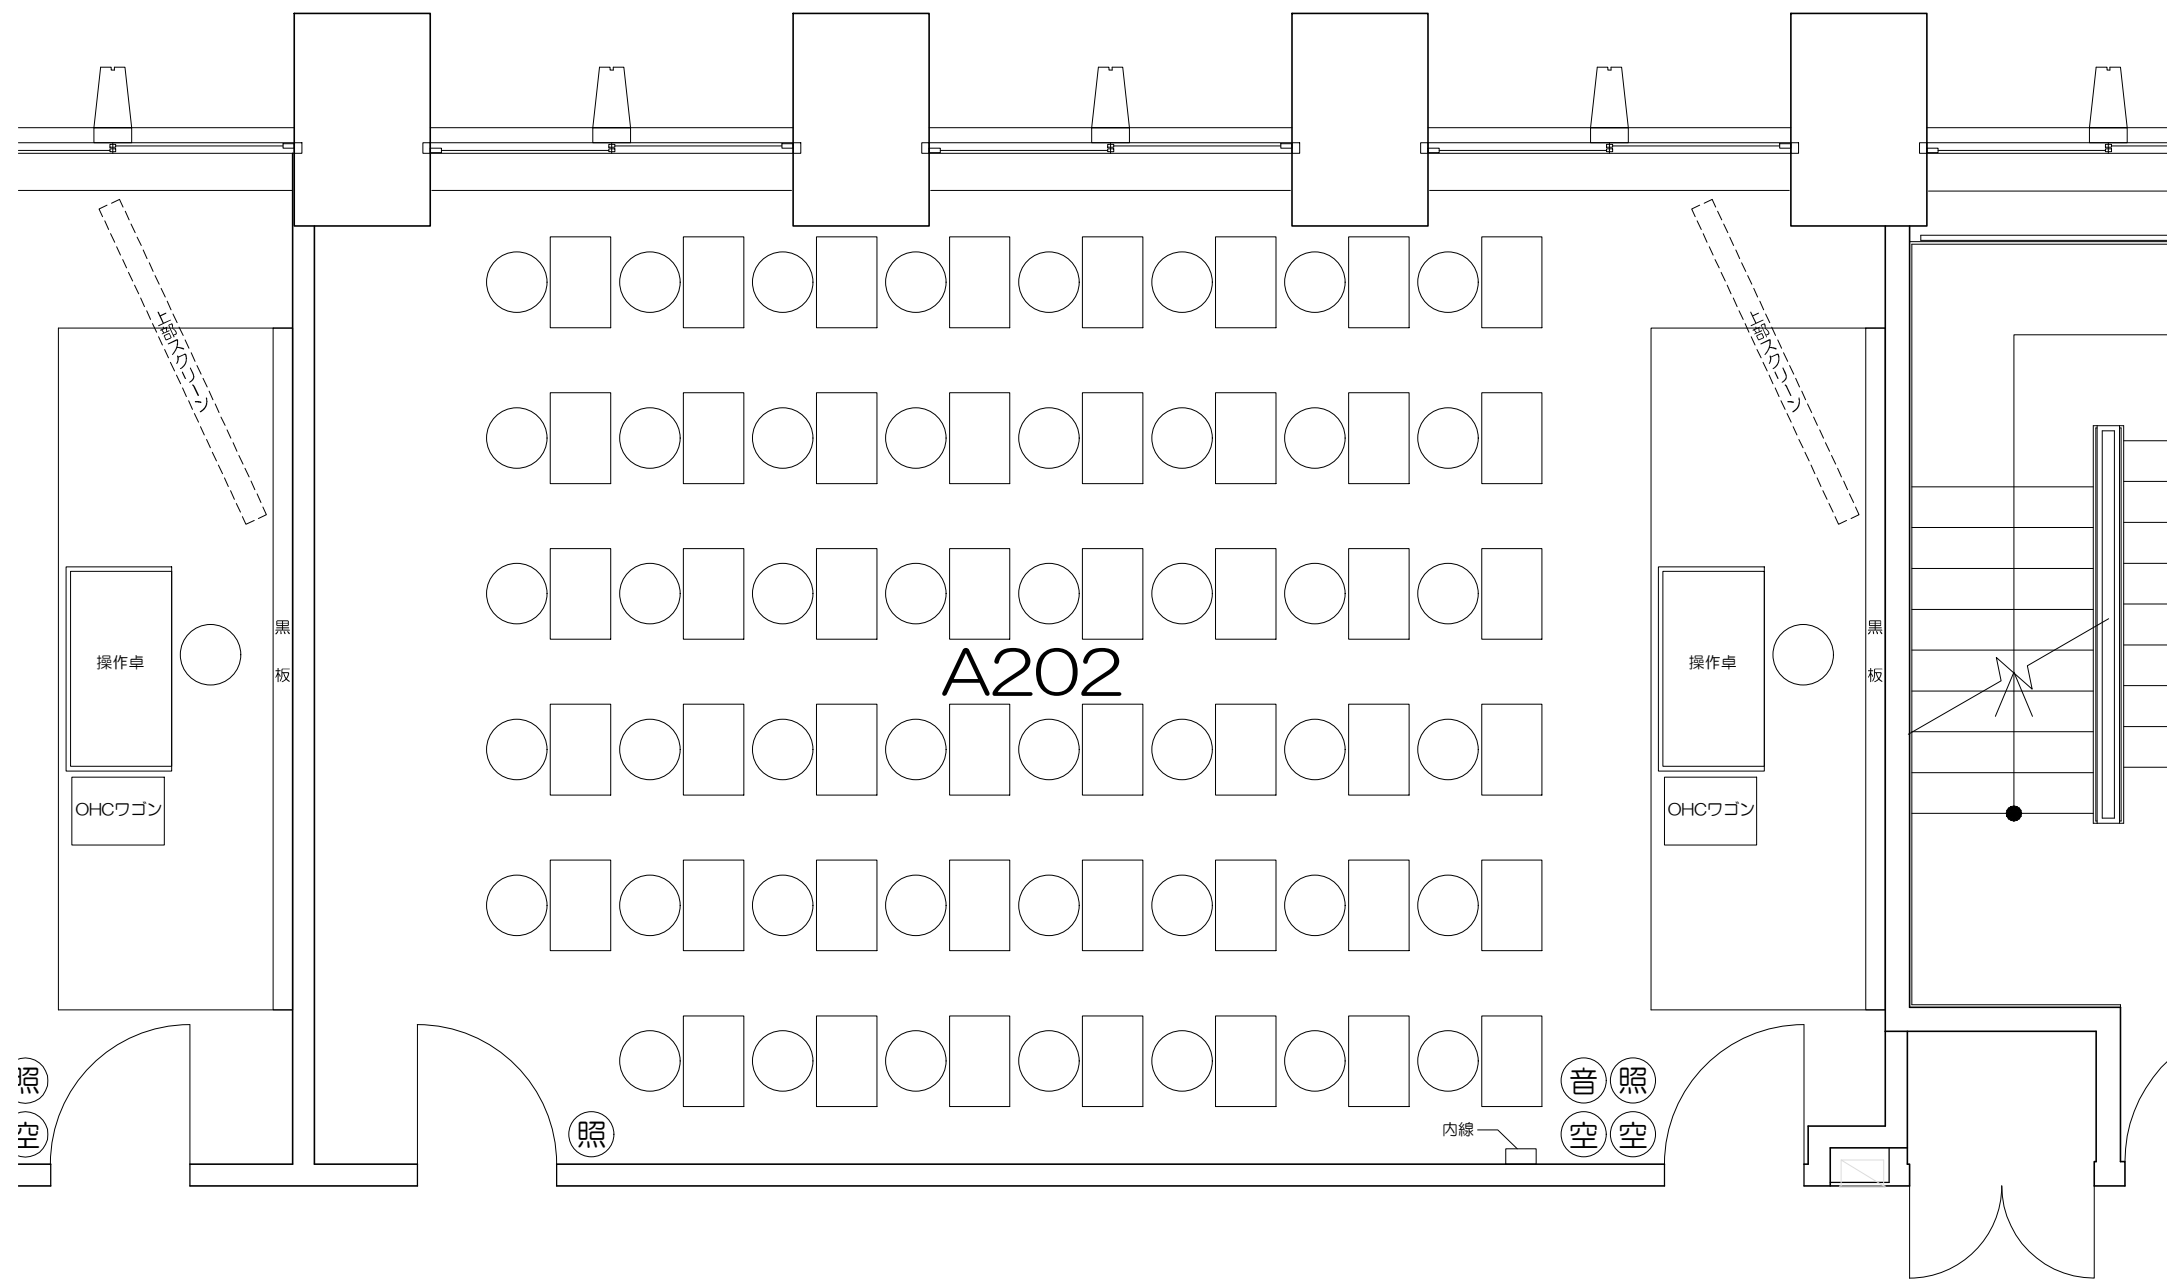 上部スクリーン
上部スクリーン
黒板
黒板
操作卓
A202
操作卓
OHCワゴン
OHCワゴン
照
音 照
空
照
内線
空 空